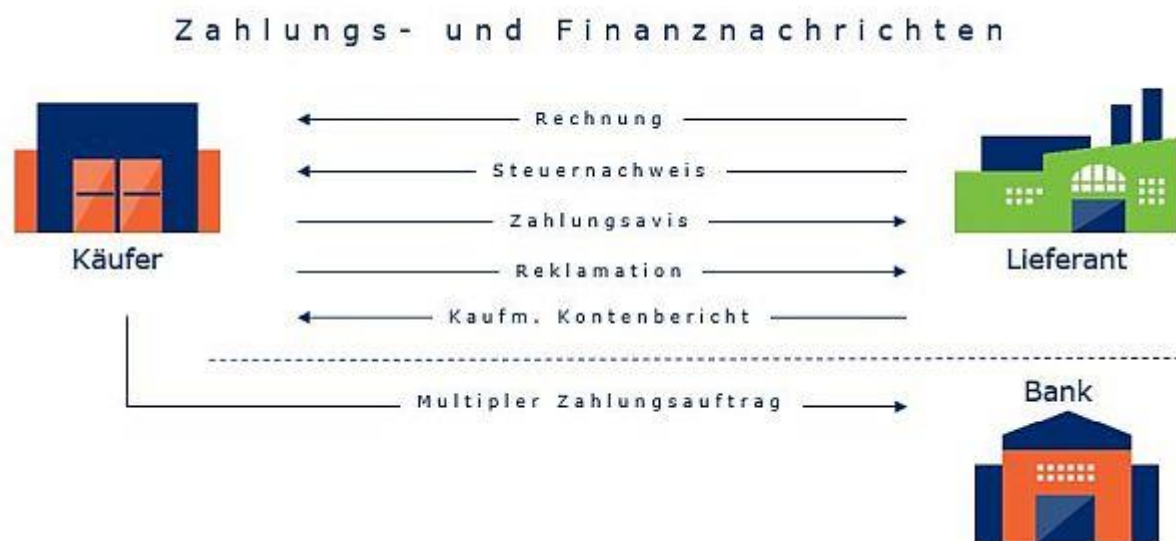 Zahlungs- und Finanznachrichten
Rechnung
Steuernachweis
Zahlungsavis
Käufer
Reklamation
Lieferant
Kaufm. Kontenbericht
Multipler Zahlungsauftrag
Bank